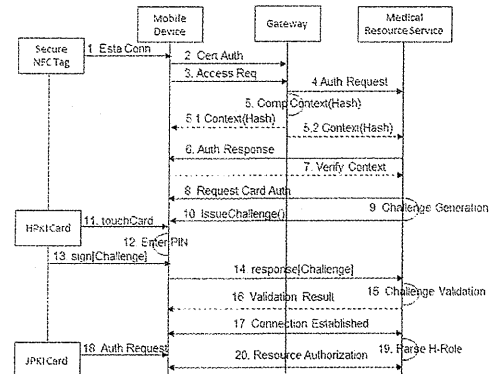 Mobile
Device
Gateway
Medical
Resource Service
Secure
NFC Tag
1 Esta Conn
2 Cert Auth
3. Access Req
4 Auth Request
5. Comp Context(Hash)
5.1 Context(Hash)
5.2 Context(Hash)
6. Auth Response
7. Verify Context
8 Request Card Auth
9 Challenge Generation
10 IssueChallenge()
HPKI Card
11. touchCard
12 Enter PIN
13 sign[Challenge]
14. response[Challenge]
15 Challenge Validation
16 Validation Result
17 Connection Established
JPKI Card
18 Auth Request
19. Parse H-Role
20. Resource Authorization